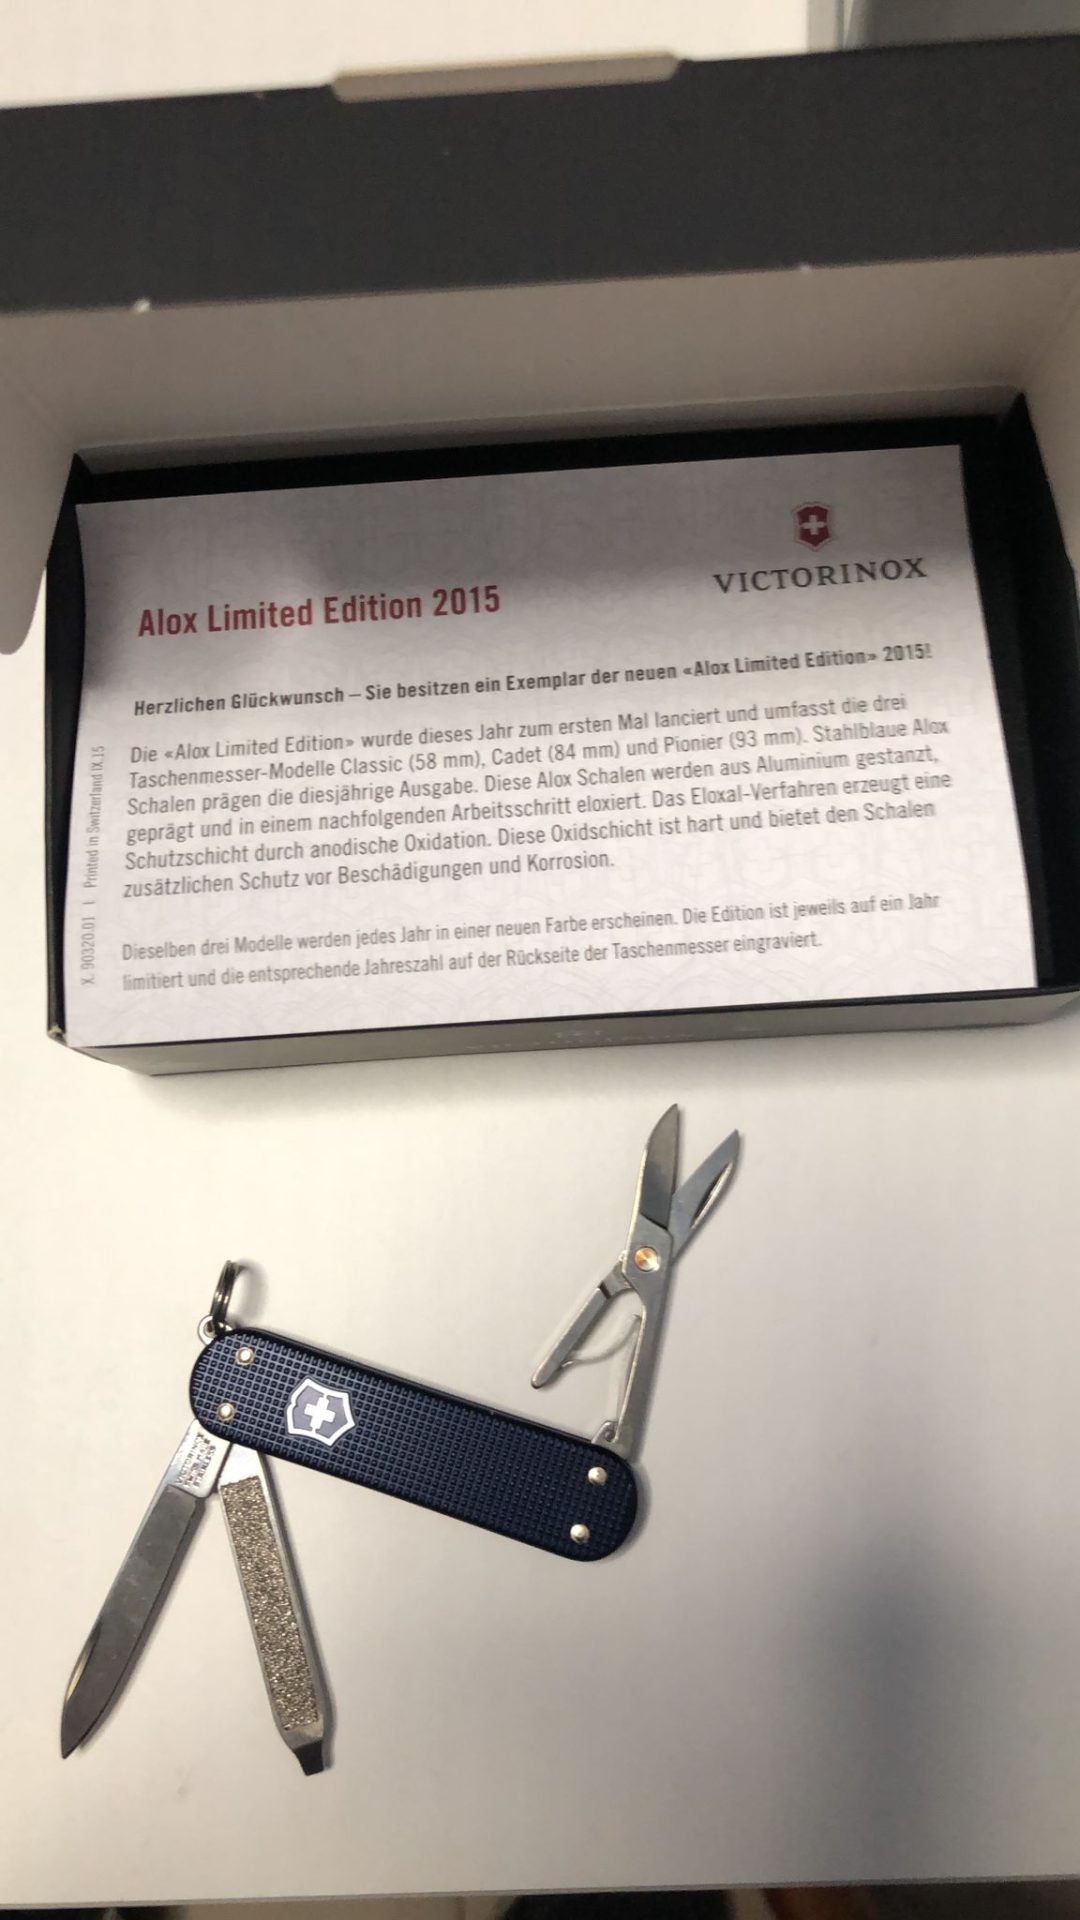 VICTORINOX
Alox Limited Edition 2015
Herzlichen Glückwunsch – Sie besitzen ein Exemplar der neuen «Alox Limited Edition» 2015!
Die «Alox Limited Edition» wurde dieses Jahr zum ersten Mal lanciert und umfasst die drei
Taschenmesser-Modelle Classic (58 mm), Cadet (84 mm) und Pionier (93 mm). Stahlblaue Alox
Schalen prägen die diesjährige Ausgabe. Diese Alox Schalen werden aus Aluminium gestanzt,
geprägt und in einem nachfolgenden Arbeitsschritt eloxiert. Das Eloxal-Verfahren erzeugt eine
Schutzschicht durch anodische Oxidation. Diese Oxidschicht ist hart und bietet den Schalen
zusätzlichen Schutz vor Beschädigungen und Korrosion.
Dieselben drei Modelle werden jedes Jahr in einer neuen Farbe erscheinen. Die Edition ist jeweils auf ein Jahr
limitiert und die entsprechende Jahreszahl auf der Rückseite der Taschenmesser eingraviert.
X. 90320.01 I Printed in Switzerland IX.15
VICTORINOX